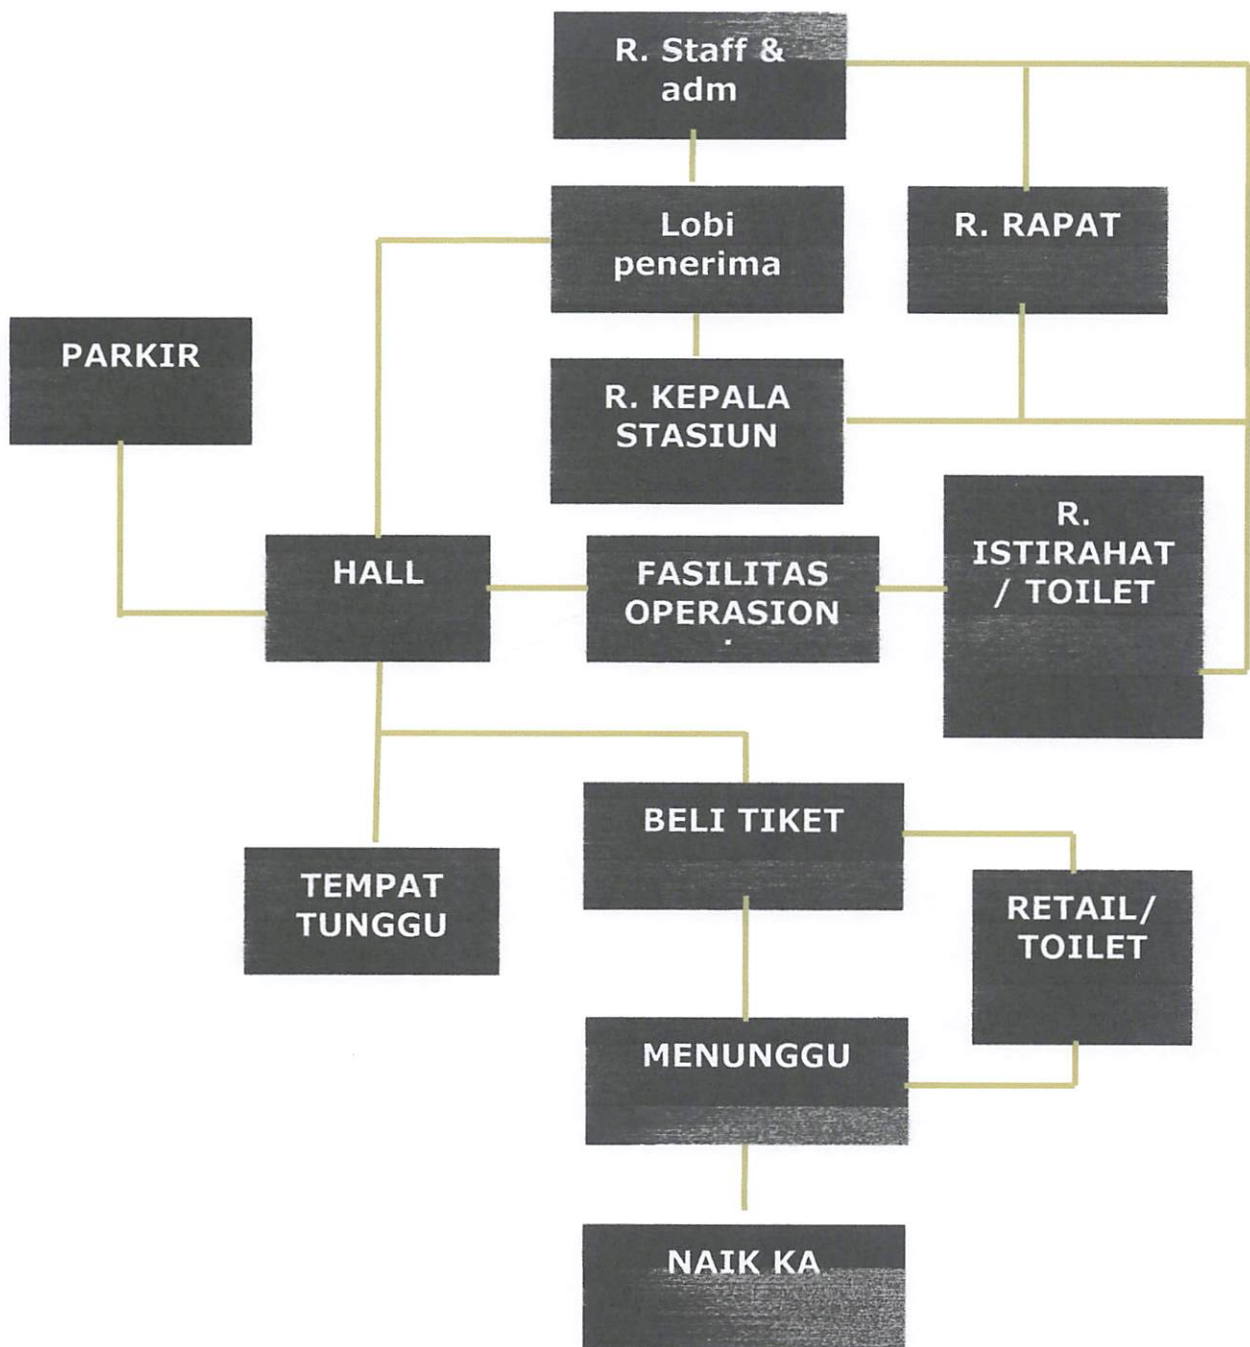 R. Staff &
adm
Lobi
penerima
R. RAPAT
PARKIR
R. KEPALA
STASIUN
HALL
FASILITAS
OPERASION
.
R.
ISTIRAHAT
/ TOILET
BELI TIKET
TEMPAT
TUNGGU
RETAIL/
TOILET
MENUNGGU
NAIK KA